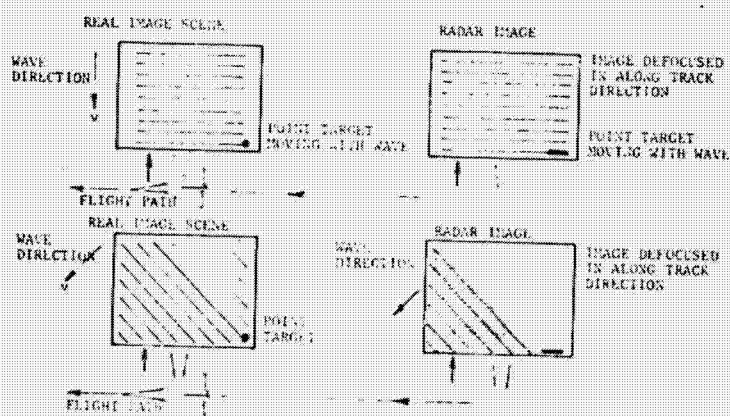 REAL IMAGE SCENE
WAVE
DIRECTION
POINT TARGET
MOVING WITH WAVE
FLIGHT PATH
RADAR IMAGE
IMAGE DEFOCUSED
IN ALONG TRACK
DIRECTION
POINT TARGET
MOVING WITH WAVE
REAL IMAGE SCENE
WAVE
DIRECTION
POINT
TARGET
FLIGHT PATH
RADAR IMAGE
WAVE
DIRECTION
IMAGE DEFOCUSED
IN ALONG TRACK
DIRECTION